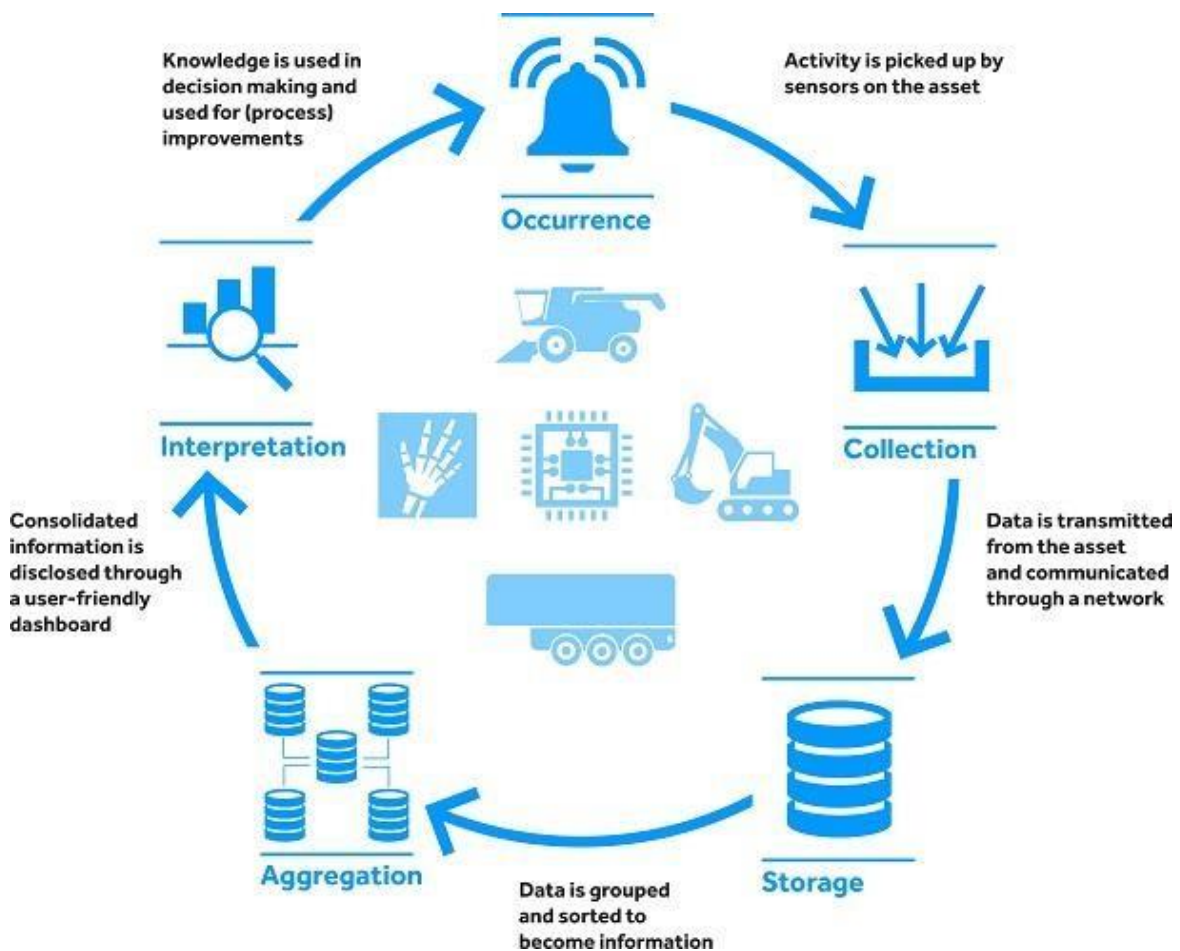 Knowledge is used in
decision making and
used for (process)
improvements
Activity is picked up by
sensors on the asset
Occurrence
Interpretation
Collection
Consolidated
information is
disclosed through
a user-friendly
dashboard
Data is transmitted
from the asset
and communicated
through a network
Aggregation
Storage
Data is grouped
and sorted to
become information